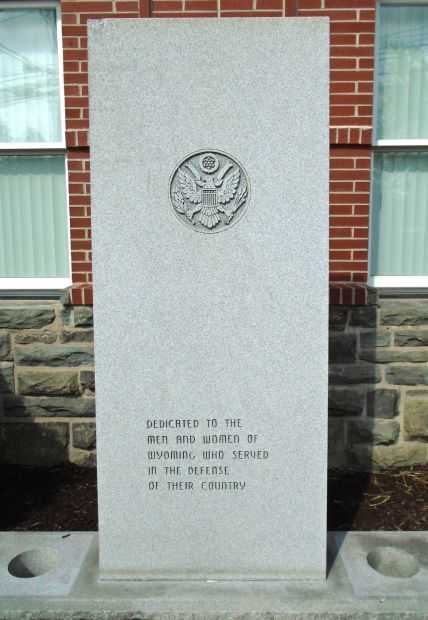 DEDICATED TO THE
MEN AND WOMEN OF
WYOMING WHO SERVED
IN THE DEFENSE
OF THEIR COUNTRY